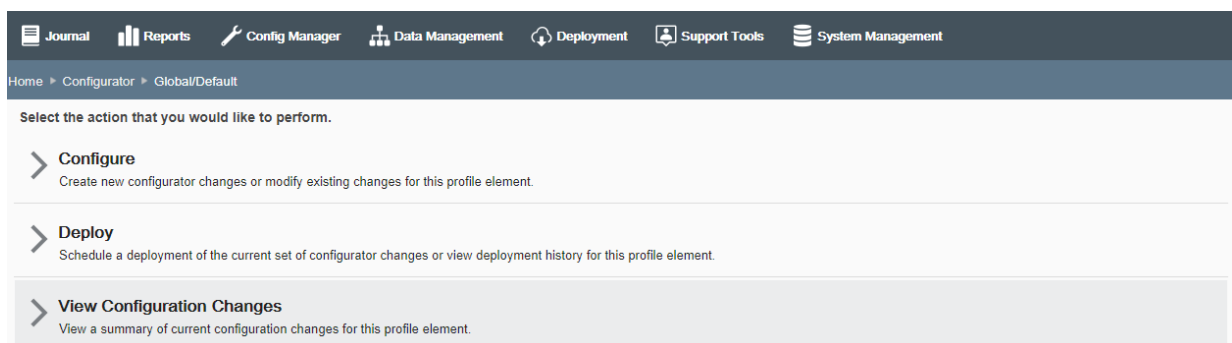 Journal Reports Config Manager Data Management Deployment Support Tools System Management
Home ▸ Configurator ▸ Global/Default
Select the action that you would like to perform.
Configure
Create new configurator changes or modify existing changes for this profile element.
Deploy
Schedule a deployment of the current set of configurator changes or view deployment history for this profile element.
View Configuration Changes
View a summary of current configuration changes for this profile element.